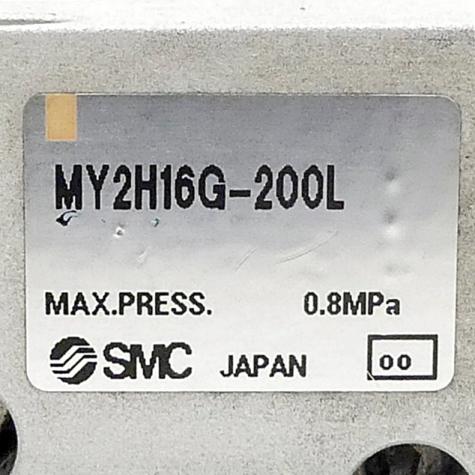 MY2H16G-200L
MAX.PRESS. 0.8MPa
SMC JAPAN 00